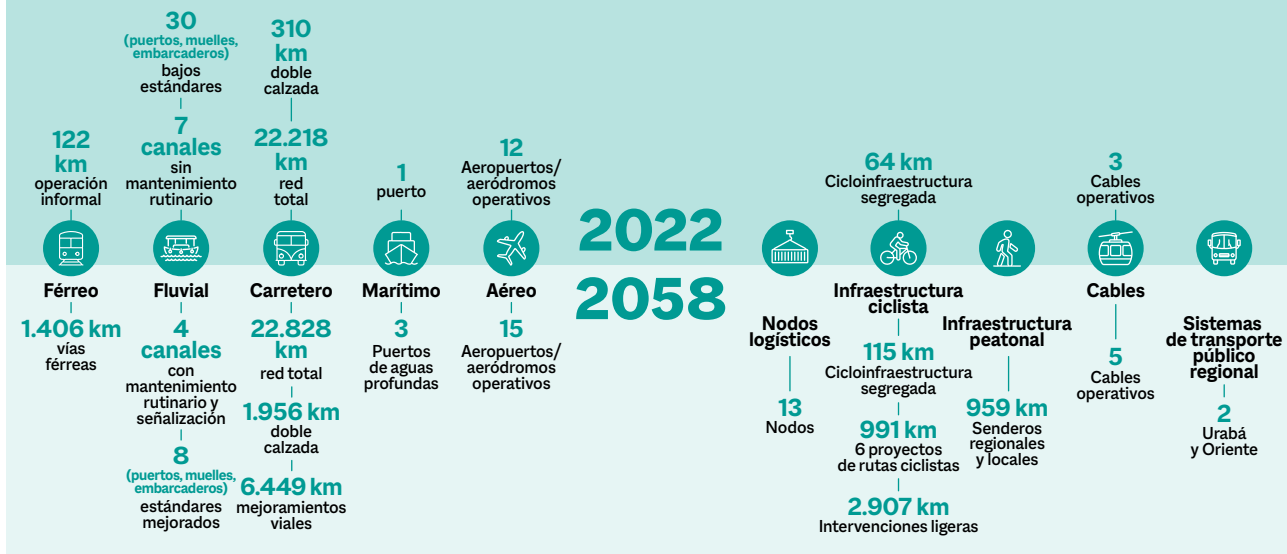 30
(puertos, muelles,
embarcaderos)
bajos
estándares
7
canales
sin
mantenimiento
rutinario
310
km
doble
calzada
22.218
km
red
total
122
km
operación
informal
1
puerto
12
Aeropuertos/
aeródromos
operativos
2022
64 km
Cicloinfraestructura
segregada
3
Cables
operativos
2058
Férreo
1.406 km
vías
férreas
Fluvial
4
canales
con
mantenimiento
rutinario y
señalización
8
(puertos, muelles,
embarcaderos)
estándares
mejorados
Carretero
22.828
km
red total
1.956 km
doble
calzada
6.449 km
mejoramientos
viales
Marítimo
3
Puertos
de aguas
profundas
Aéreo
15
Aeropuertos/
aeródromos
operativos
Nodos
logísticos
13
Nodos
Infraestructura
ciclista
115 km
Cicloinfraestructura
segregada
991 km
6 proyectos
de rutas ciclistas
2.907 km
Intervenciones ligeras
Infraestructura
peatonal
959 km
Senderos
regionales
y locales
Cables
5
Cables
operativos
Sistemas
de transporte
público
regional
2
Urabá
y Oriente